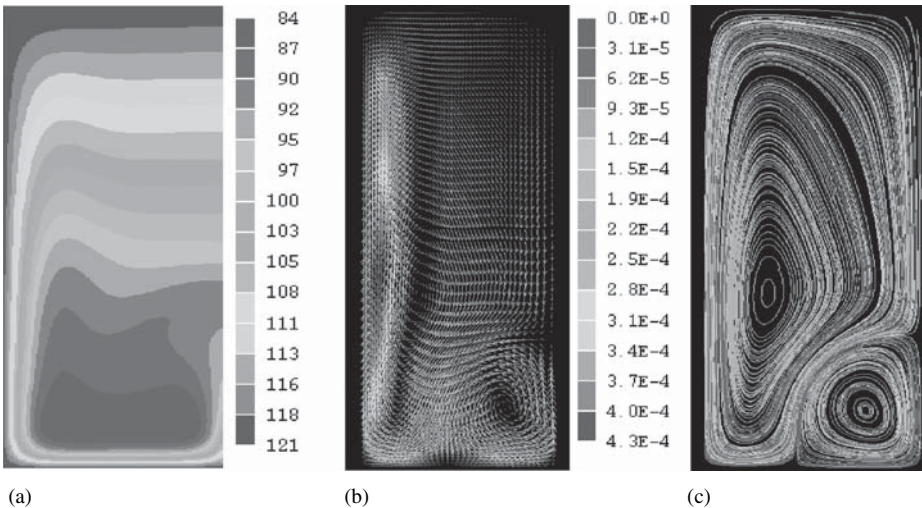 84
87
90
92
95
97
100
103
105
108
111
113
116
118
121
0.0E+0
3.1E-5
6.2E-5
9.3E-5
1.2E-4
1.5E-4
1.9E-4
2.2E-4
2.5E-4
2.8E-4
3.1E-4
3.4E-4
3.7E-4
4.0E-4
4.3E-4
(a)
(b)
(c)